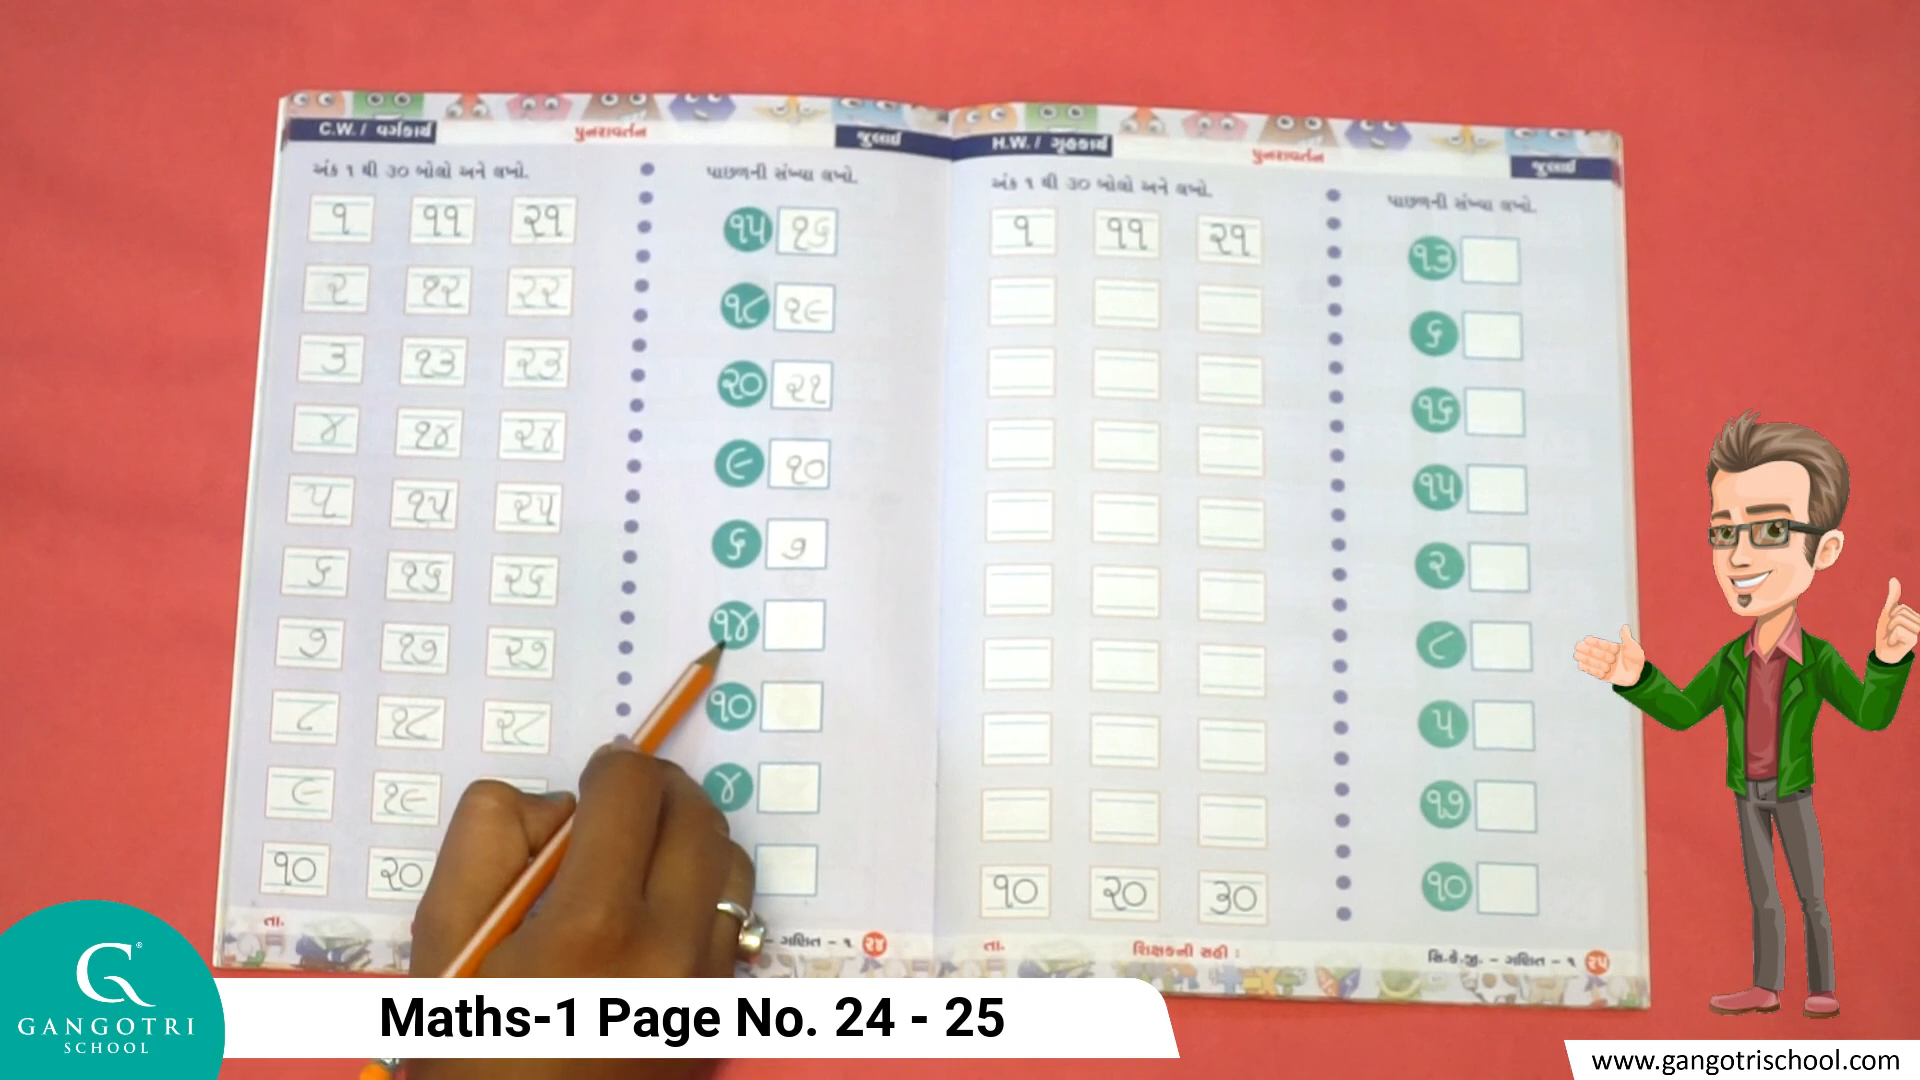 C.W. / વર્ગકાર્ય
પુનરાવર્તન
જુલાઈ
અંક ૧ થી ૩૦ બોલો અને લખો.
પાછળની સંખ્યા લખો.
૧ ૧૧ ૨૧
૨ ૧૨ ૨૨
૩ ૧૩ ૨૩
૪ ૧૪ ૨૪
૫ ૧૫ ૨૫
૬ ૧૬ ૨૬
૭ ૧૭ ૨૭
૮ ૧૮ ૨૮
૯ ૧૯
૧૦ ૨૦
૧૫ ૧૬
૧૮ ૧૯
૨૦ ૨૧
૯ ૧૦
૬ ૭
૧૪
૧૦
૪
તા.
- ગણિત - ૧ ૨૪
H.W. / ગૃહકાર્ય
પુનરાવર્તન
જુલાઈ
અંક ૧ થી ૩૦ બોલો અને લખો.
પાછળની સંખ્યા લખો.
૧ ૧૧ ૨૧
૧૦ ૨૦ ૩૦
૧૩
૬
૧૬
૧૫
૨
૮
૫
૧૭
૧૦
તા.
શિક્ષકની સહી :
સિ.કે.જી. - ગણિત - ૧ ૨૫
GANGOTRI
SCHOOL
Maths-1 Page No. 24 - 25
www.gangotrischool.com